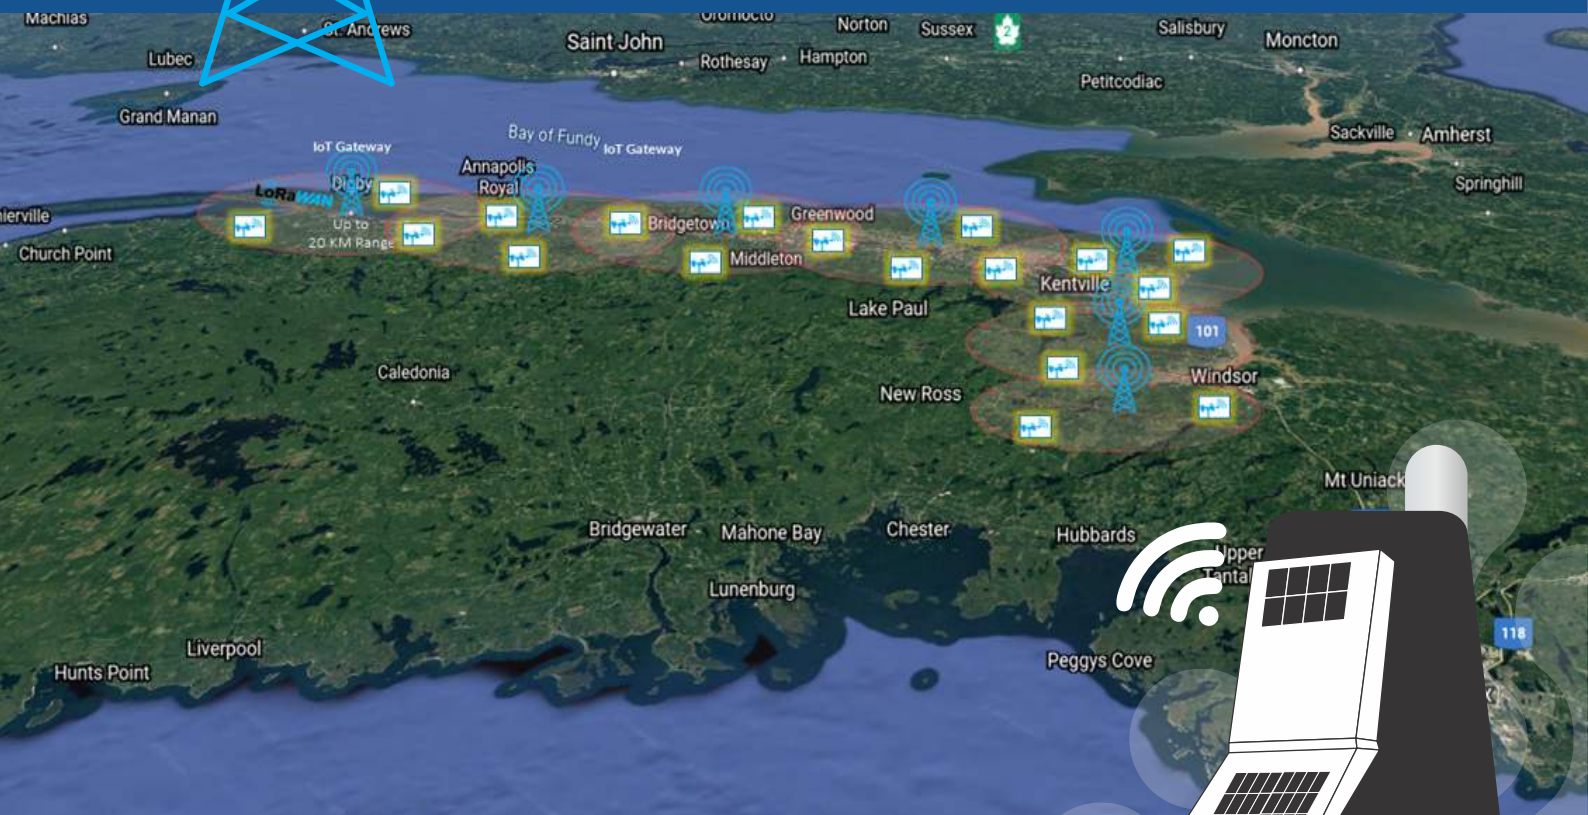 Machias
St. Andrews
Oromocto
Norton
Sussex
2
Salisbury
Moncton
Lubec
Saint John
Rothesay
Hampton
Petitcodiac
Grand Manan
Sackville
Amherst
Bay of Fundy
IoT Gateway
IoT Gateway
Annapolis
Royal
Digby
LoRaWAN
Springhill
Up to
20 KM Range
Bridgetown
Greenwood
Church Point
Middleton
Kentville
Lake Paul
101
Caledonia
New Ross
Windsor
Mt Uniack
Bridgewater
Mahone Bay
Chester
Hubbards
Upper
Lunenburg
118
Liverpool
Hunts Point
Peggys Cove